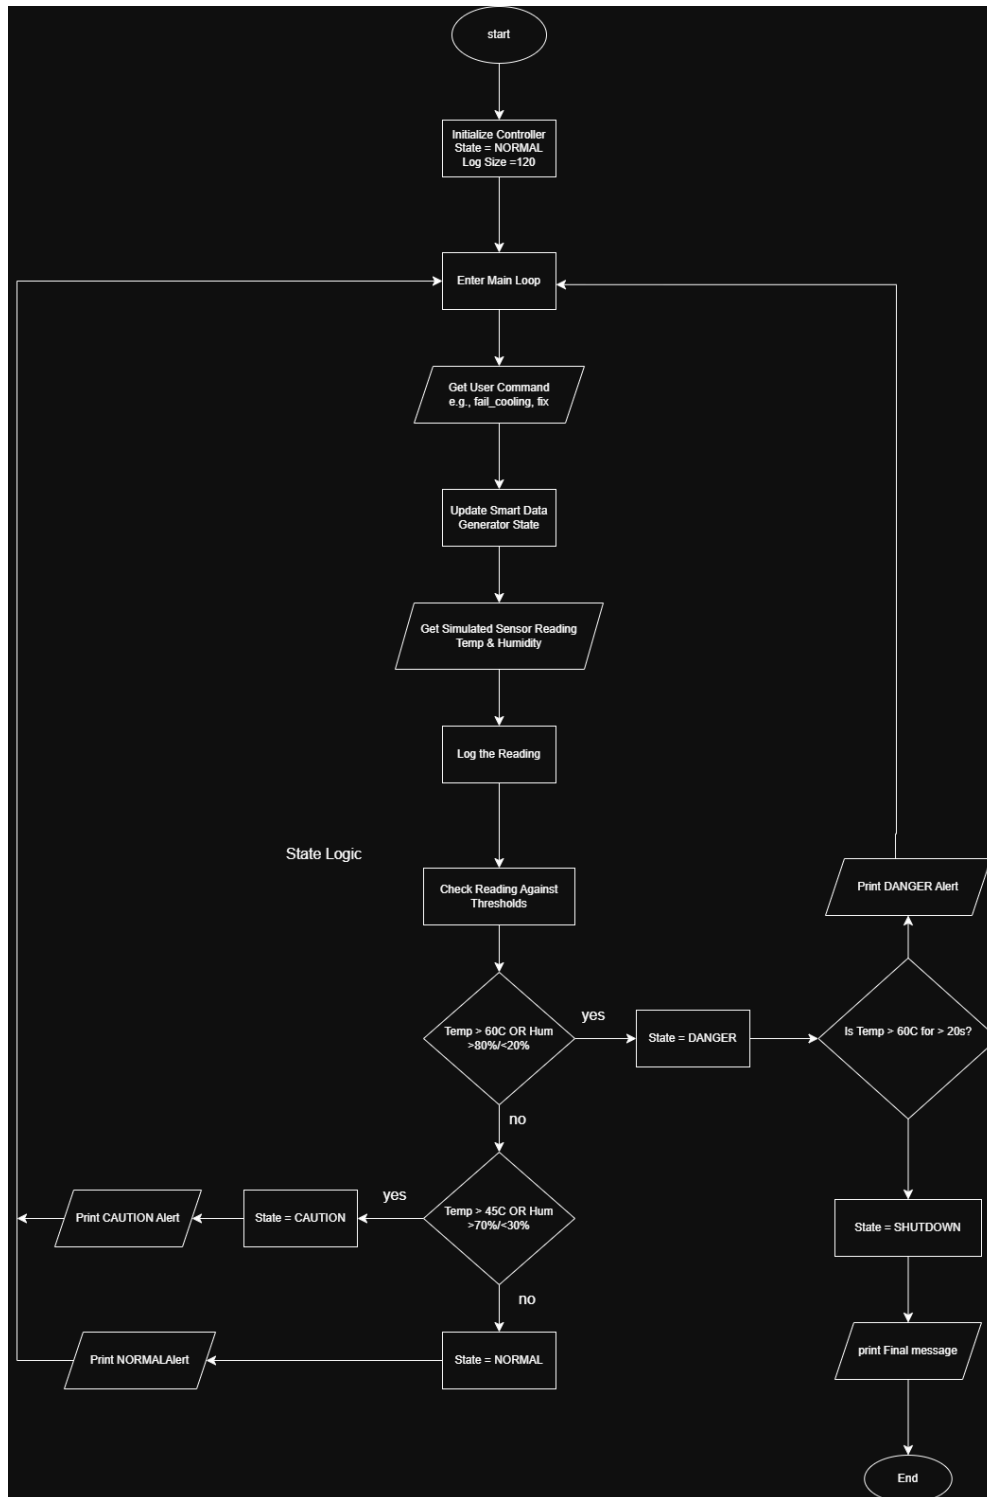 start
Initialize Controller
State = NORMAL
Log Size =120
Enter Main Loop
Get User Command
e.g., fail_cooling, fix
Update Smart Data
Generator State
Get Simulated Sensor Reading
Temp & Humidity
Log the Reading
State Logic
Check Reading Against
Thresholds
Print DANGER Alert
Temp > 60C OR Hum
>80%/<20%
yes
State = DANGER
Is Temp > 60C for > 20s?
no
Temp > 45C OR Hum
>70%/<30%
yes
State = CAUTION
Print CAUTION Alert
State = SHUTDOWN
no
State = NORMAL
Print NORMALAlert
print Final message
End